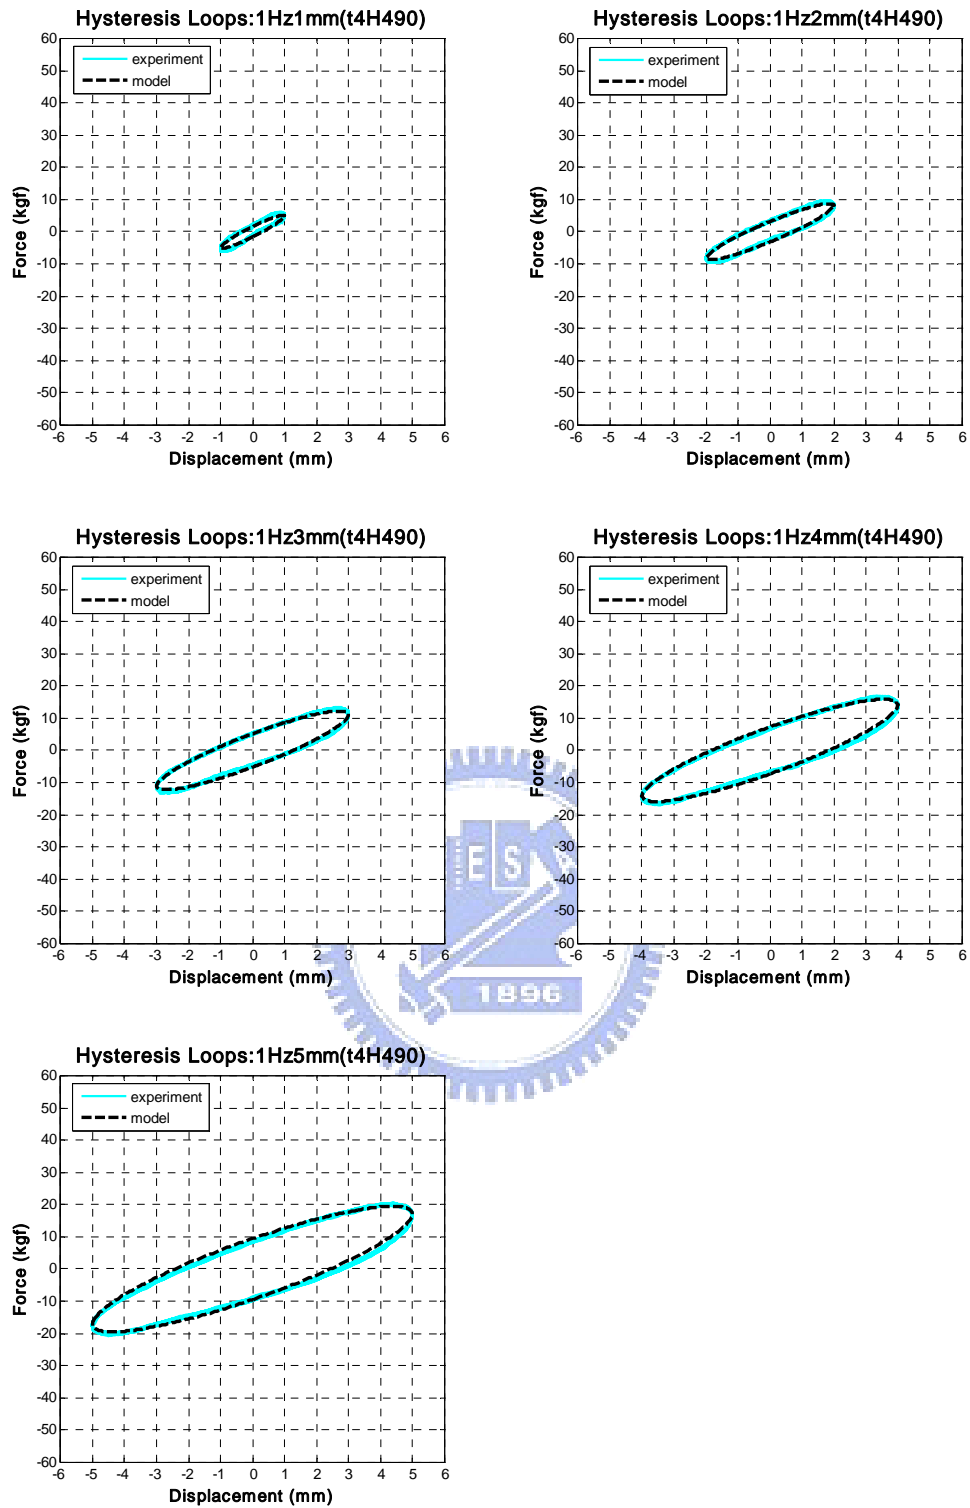 Hysteresis Loops:1Hz1mm(t4H490)
experiment
model
60
50
40
30
20
10
0
-10
-20
-30
-40
-50
-60
Force (kgf)
-6 -5 -4 -3 -2 -1 0 1 2 3 4 5 6
Displacement (mm)
Hysteresis Loops:1Hz2mm(t4H490)
experiment
model
60
50
40
30
20
10
0
-10
-20
-30
-40
-50
-60
Force (kgf)
-6 -5 -4 -3 -2 -1 0 1 2 3 4 5 6
Displacement (mm)
Hysteresis Loops:1Hz3mm(t4H490)
experiment
model
60
50
40
30
20
10
0
-10
-20
-30
-40
-50
-60
Force (kgf)
-6 -5 -4 -3 -2 -1 0 1 2 3 4 5 6
Displacement (mm)
Hysteresis Loops:1Hz4mm(t4H490)
experiment
model
60
50
40
30
20
10
0
-10
-20
-30
-40
-50
-60
Force (kgf)
-6 -5 -4 -3 -2 -1 0 1 2 3 4 5 6
Displacement (mm)
ES
1896
Hysteresis Loops:1Hz5mm(t4H490)
experiment
model
60
50
40
30
20
10
0
-10
-20
-30
-40
-50
-60
Force (kgf)
-6 -5 -4 -3 -2 -1 0 1 2 3 4 5 6
Displacement (mm)